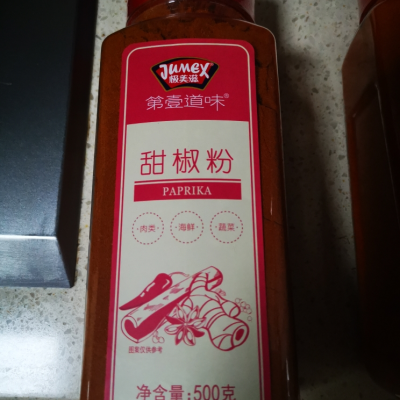 JUMEX
极美滋
第壹道味®
甜椒粉
PAPRIKA
肉类 海鲜 蔬菜
图案仅供参考
净含量:500克